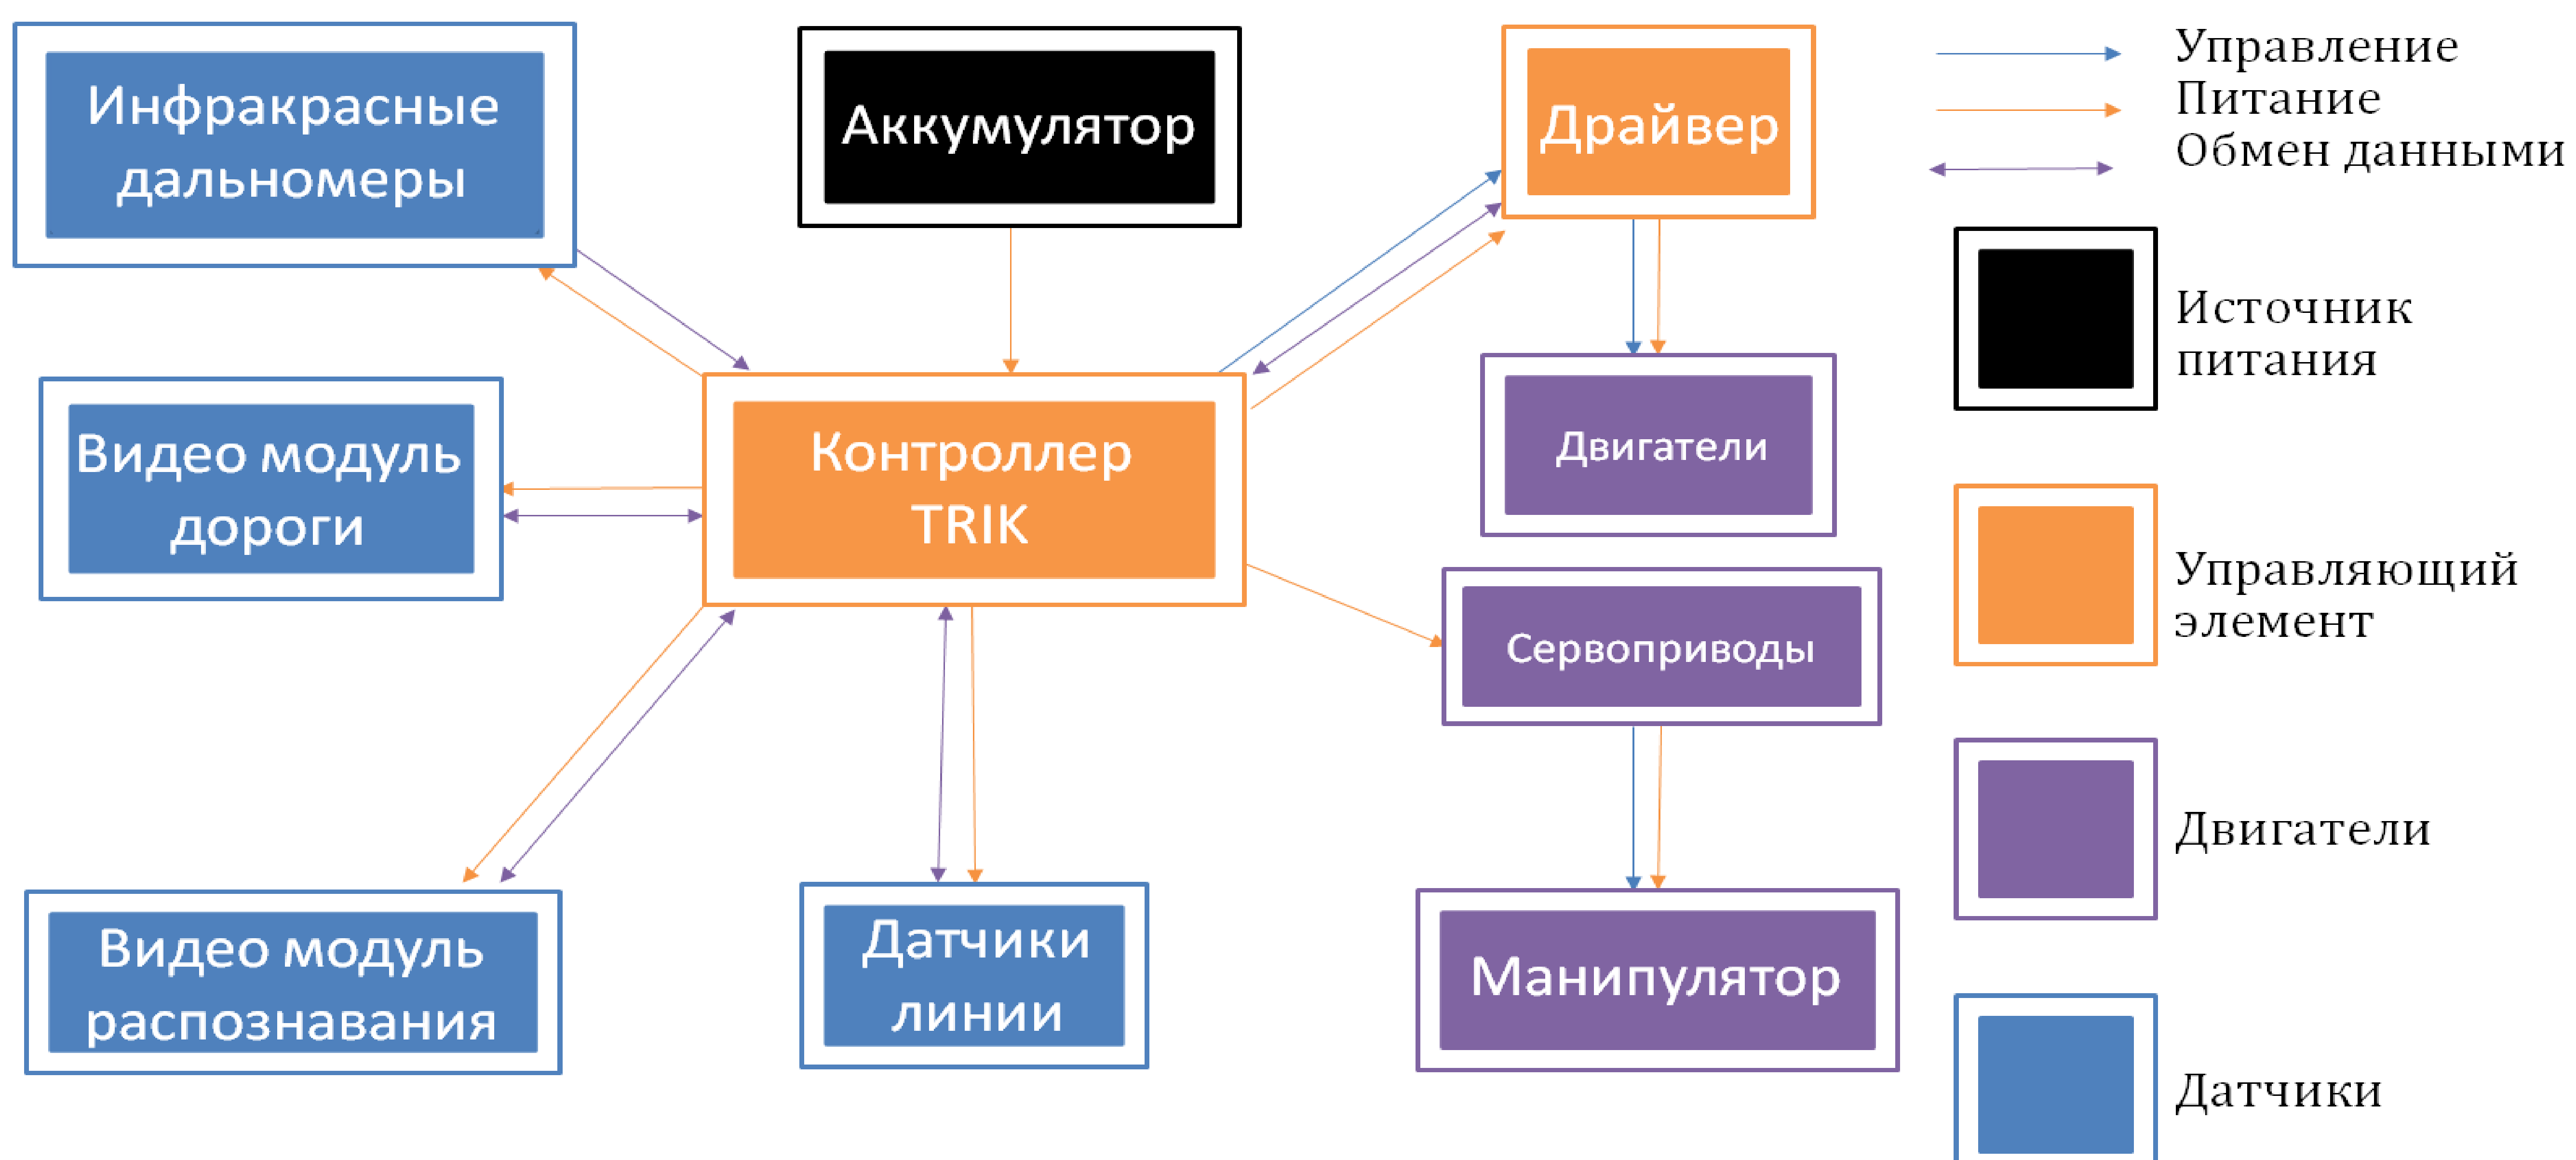 Инфракрасные
дальномеры
Аккумулятор
Драйвер
Управление
Питание
Обмен данными
Видео модуль
дороги
Контроллер
TRIK
Двигатели
Источник
питания
Сервоприводы
Управляющий
элемент
Видео модуль
распознавания
Датчики
линии
Манипулятор
Двигатели
Датчики